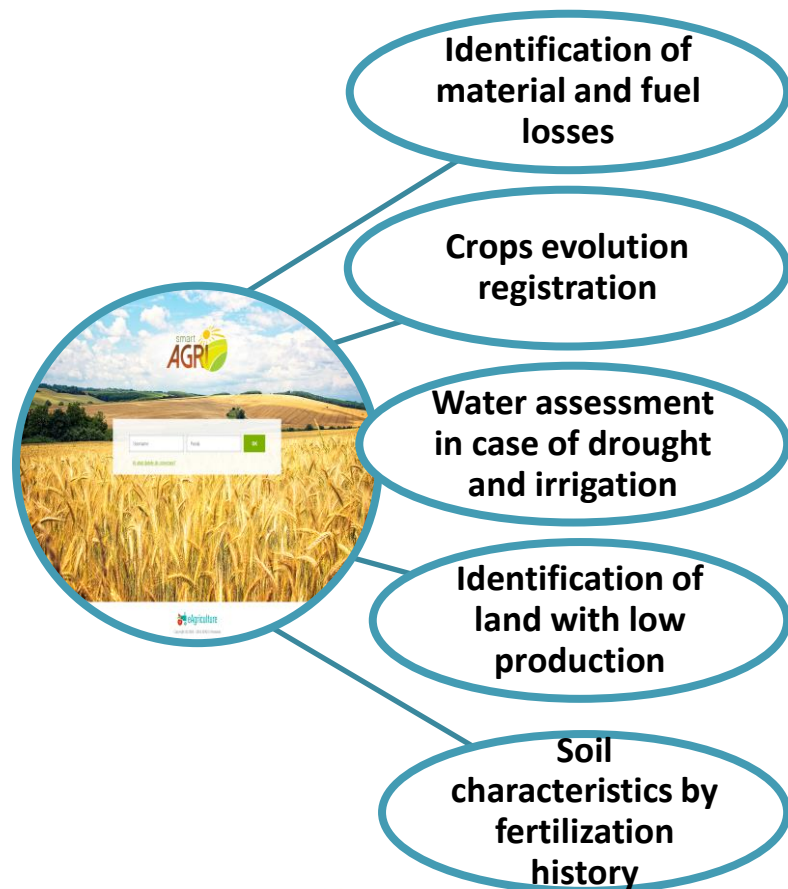 Identification of
material and fuel
losses
Crops evolution
registration
smart
AGRI
Water assessment
in case of drought
and irrigation
Identification of
land with low
production
eAgriculture
Soil
characteristics by
fertilization
history